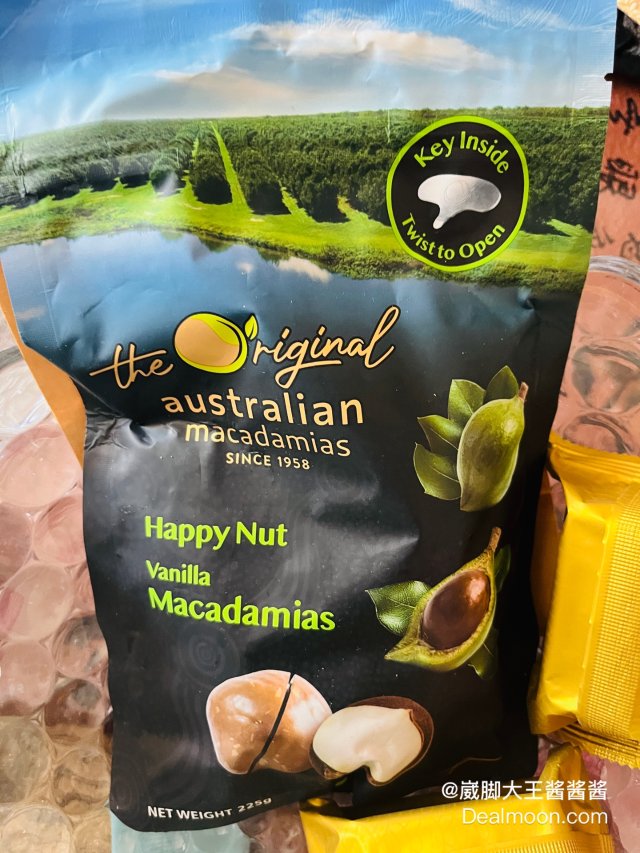 Key Inside
Twist to Open
the Original
australian
macadamias
SINCE 1958
Happy Nut
Vanilla
Macadamias
NET WEIGHT 225g
@崴脚大王酱酱酱
Dealmoon.com